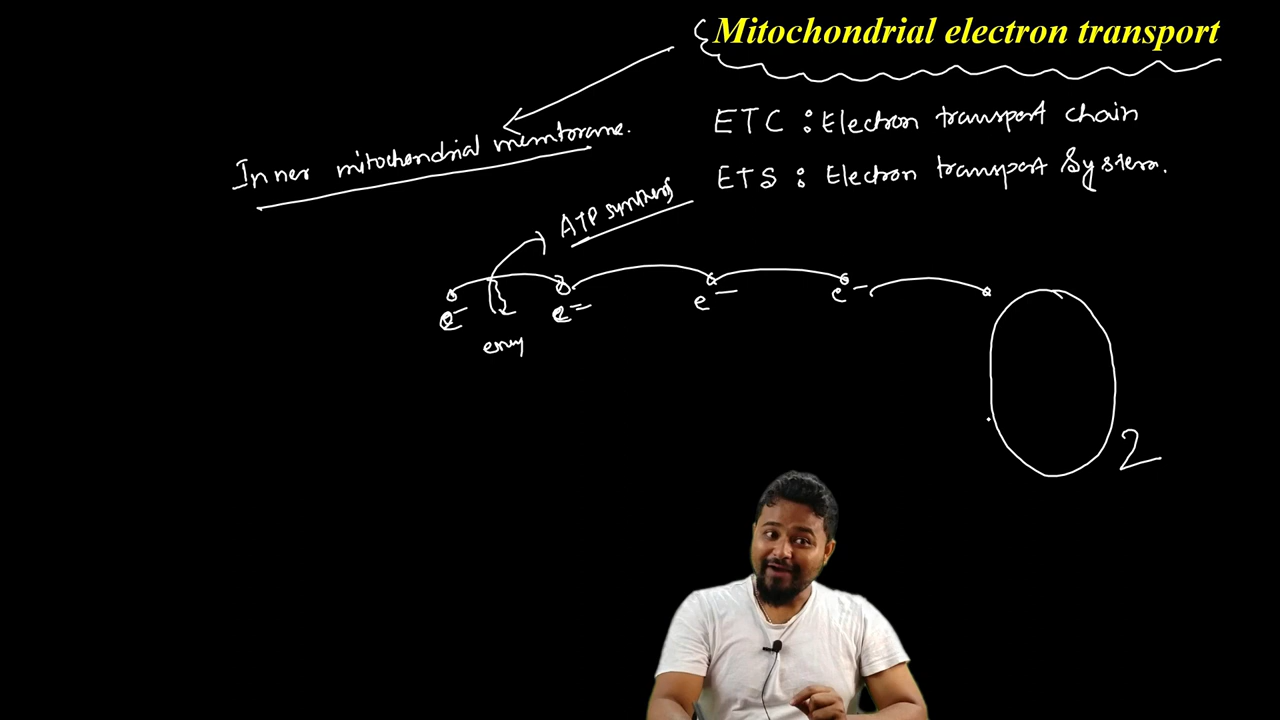 Mitochondrial electron transport
ETC : Electron transport chain
Inner mitochondrial membrane.
ETS : Electron transport System.
ATP synthesis
e⁻ e⁻ e⁻ e⁻
O2